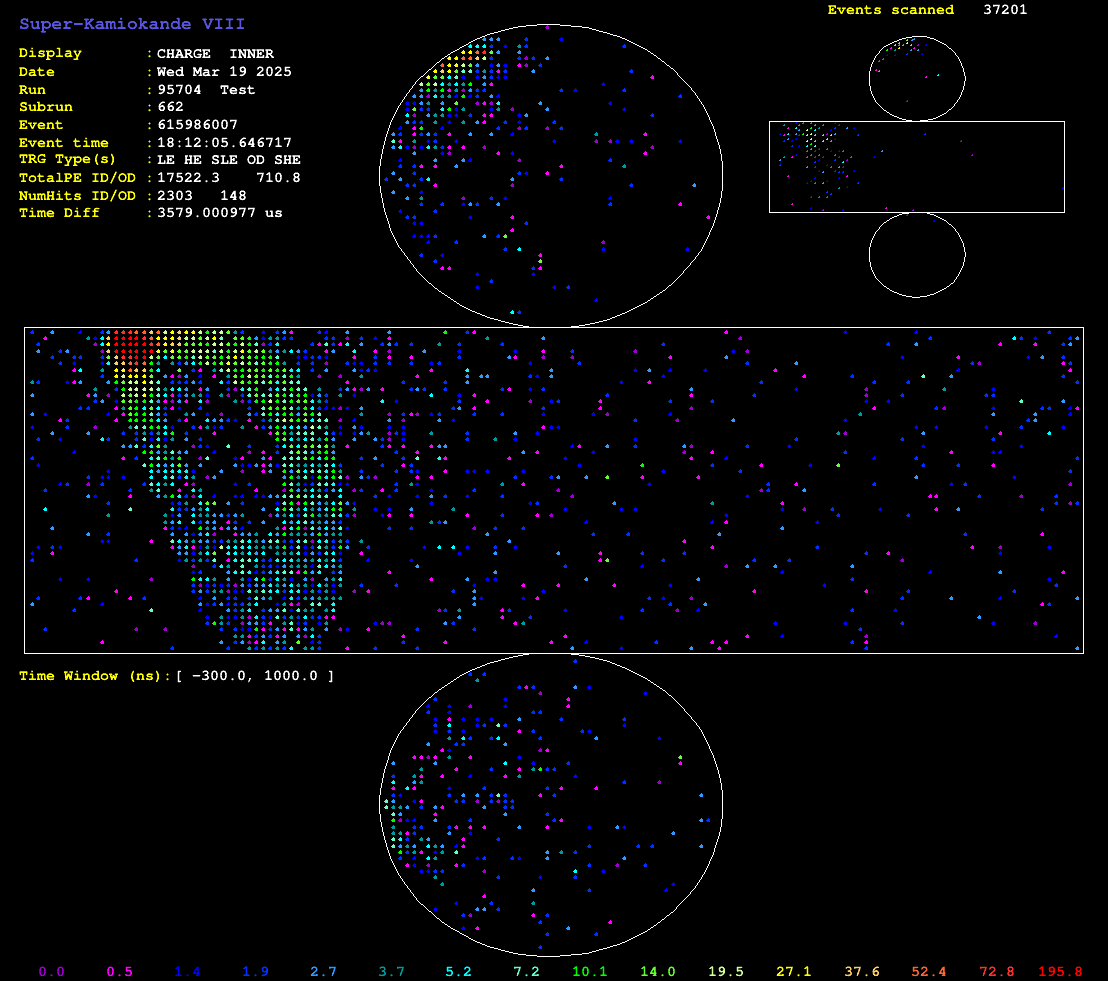 Super-Kamiokande VIII
Events scanned 37201
Display : CHARGE INNER
Date : Wed Mar 19 2025
Run : 95704 Test
Subrun : 662
Event : 615986007
Event time : 18:12:05.646717
TRG Type(s) : LE HE SLE OD SHE
TotalPE ID/OD : 17522.3 710.8
NumHits ID/OD : 2303 148
Time Diff : 3579.000977 us
Time Window (ns): [ -300.0, 1000.0 ]
0.0 0.5 1.4 1.9 2.7 3.7 5.2 7.2 10.1 14.0 19.5 27.1 37.6 52.4 72.8 195.8